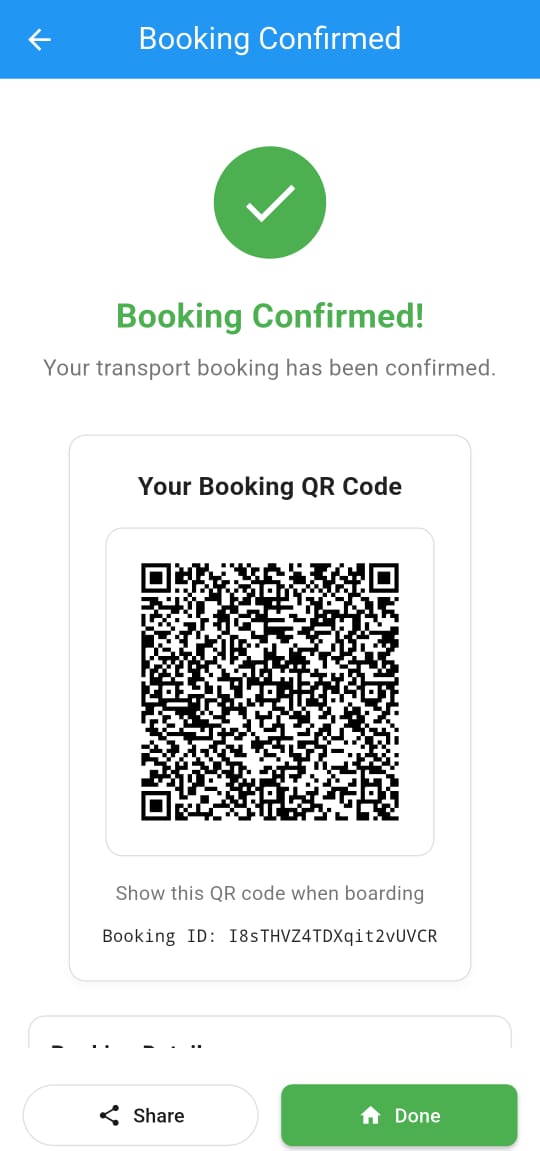 Booking Confirmed
Booking Confirmed!
Your transport booking has been confirmed.
Your Booking QR Code
Show this QR code when boarding
Booking ID: I8sTHVZ4TDXqit2vUVCR
Share
Done